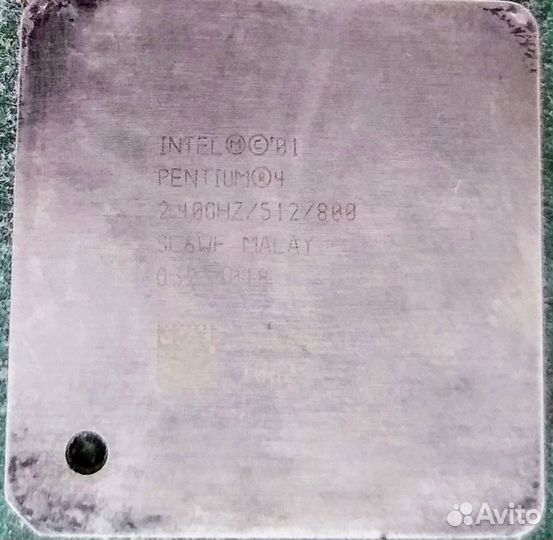 INTEL Ⓜ © '01
PENTIUM ® 4
2.40GHZ/512/800
SL6WF MALAY
Avito